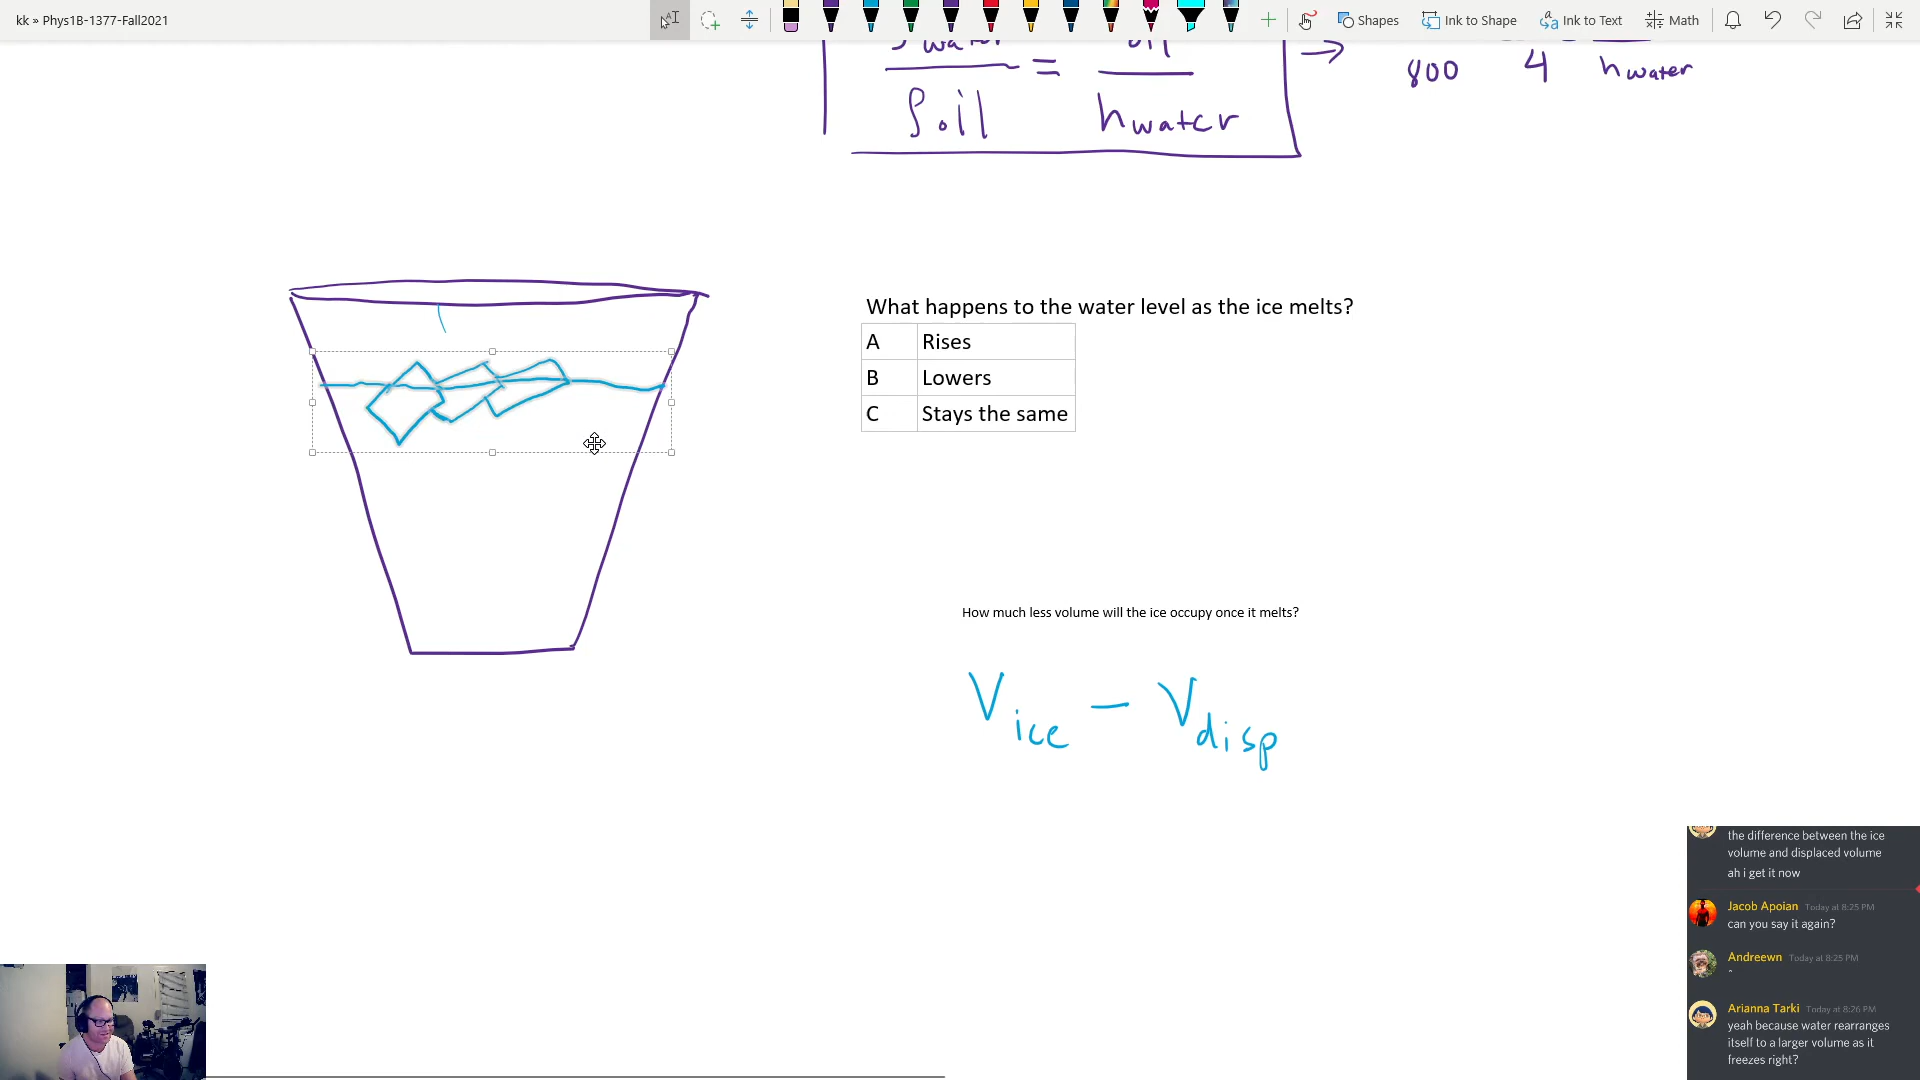 kk » Phys1B-1377-Fall2021
Shapes
Ink to Shape
Ink to Text
Math
ρwater
ρoil
=
oil
hwater
→
800
4
hwater
What happens to the water level as the ice melts?
A Rises
B Lowers
C Stays the same
How much less volume will the ice occupy once it melts?
Vice − Vdisp
the difference between the ice
volume and displaced volume
ah i get it now
Jacob Apoian Today at 8:25 PM
can you say it again?
Andreewn Today at 8:25 PM
^
Arianna Tarki Today at 8:26 PM
yeah because water rearranges
itself to a larger volume as it
freezes right?